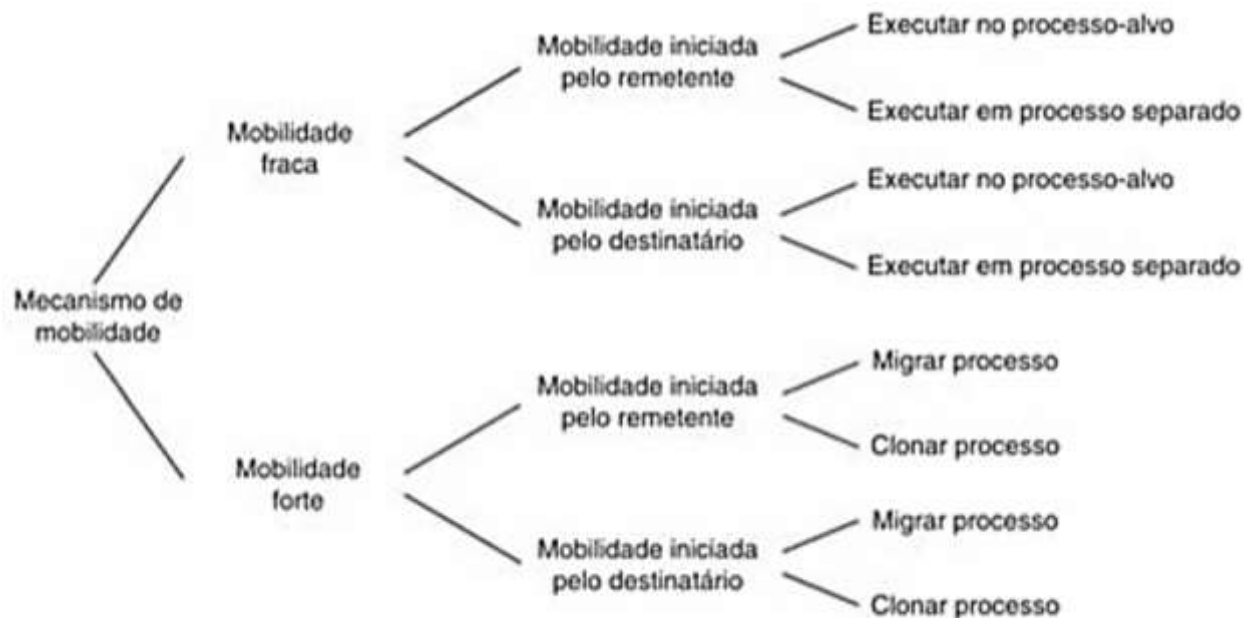 Executar no processo-alvo
Mobilidade iniciada
pelo remetente
Executar em processo separado
Mobilidade
fraca
Executar no processo-alvo
Mobilidade iniciada
pelo destinatário
Executar em processo separado
Mecanismo de
mobilidade
Migrar processo
Mobilidade iniciada
pelo remetente
Clonar processo
Mobilidade
forte
Migrar processo
Mobilidade iniciada
pelo destinatário
Clonar processo